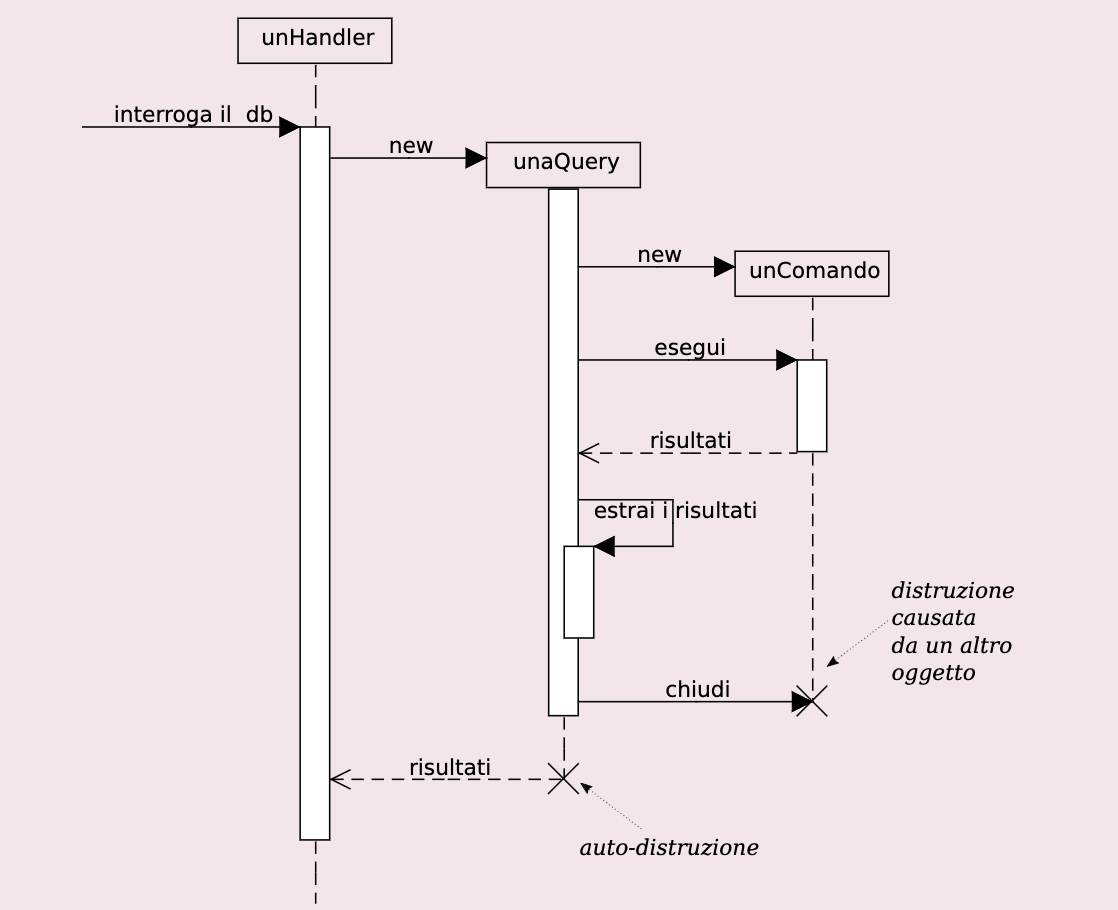 unHandler
interroga il db
new
unaQuery
new
unComando
esegui
risultati
estrai i risultati
distruzione
causata
da un altro
oggetto
chiudi
risultati
auto-distruzione